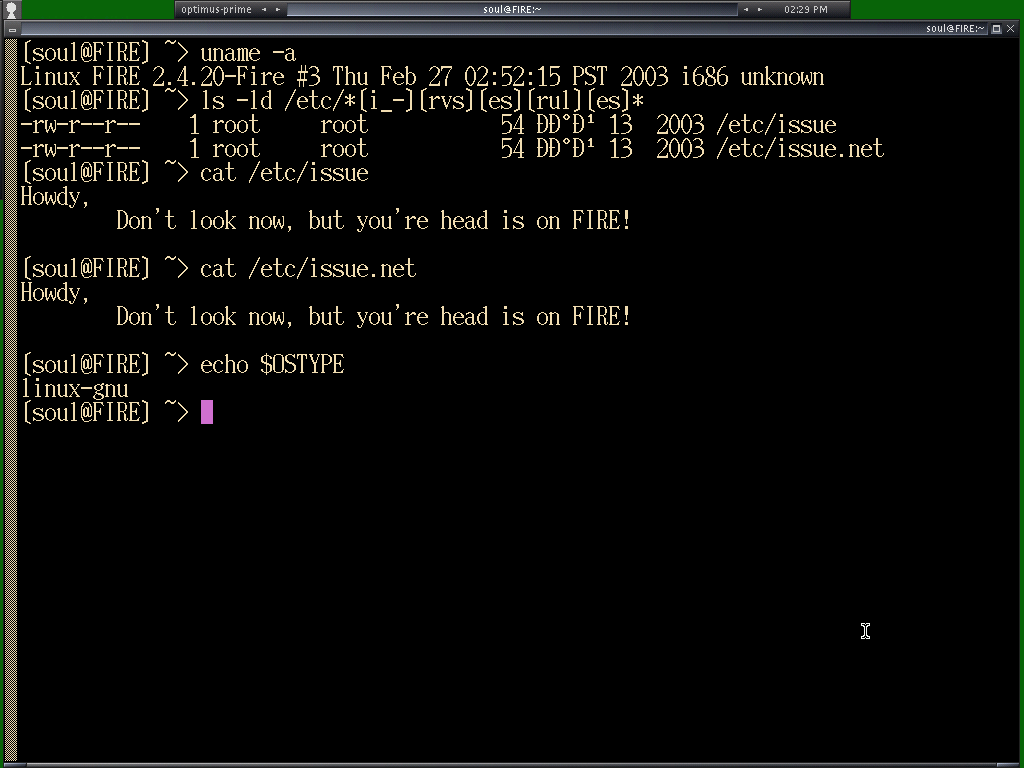 optimus-prime soul@FIRE:~ 02:29 PM
soul@FIRE:~
[soul@FIRE] ~> uname -a
Linux FIRE 2.4.20-Fire #3 Thu Feb 27 02:52:15 PST 2003 i686 unknown
[soul@FIRE] ~> ls -ld /etc/*[i_-][rvs][es][rul][es]*
-rw-r--r--    1 root     root           54 ÐÐ°Ð¹ 13  2003 /etc/issue
-rw-r--r--    1 root     root           54 ÐÐ°Ð¹ 13  2003 /etc/issue.net
[soul@FIRE] ~> cat /etc/issue
Howdy,
        Don't look now, but you're head is on FIRE!
[soul@FIRE] ~> cat /etc/issue.net
Howdy,
        Don't look now, but you're head is on FIRE!
[soul@FIRE] ~> echo $OSTYPE
linux-gnu
[soul@FIRE] ~>